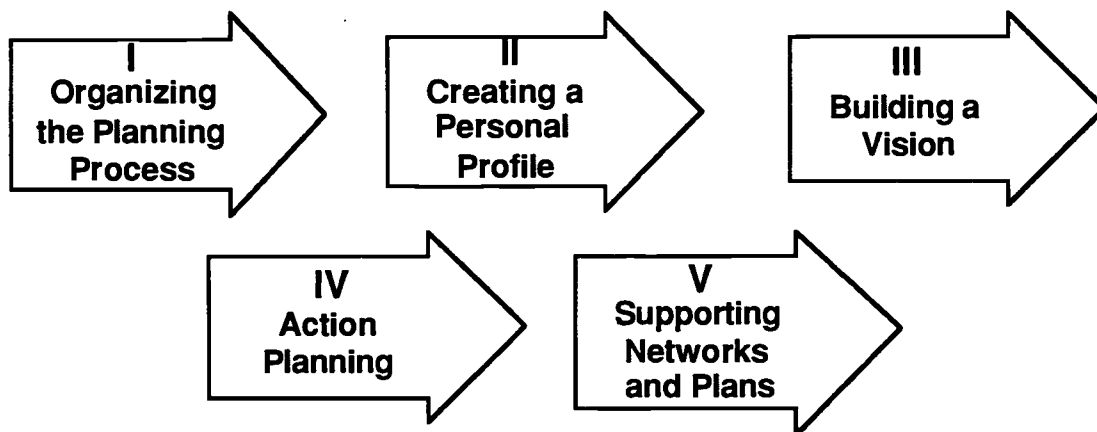 I
Organizing
the Planning
Process
II
Creating a
Personal
Profile
III
Building a
Vision
IV
Action
Planning
V
Supporting
Networks
and Plans